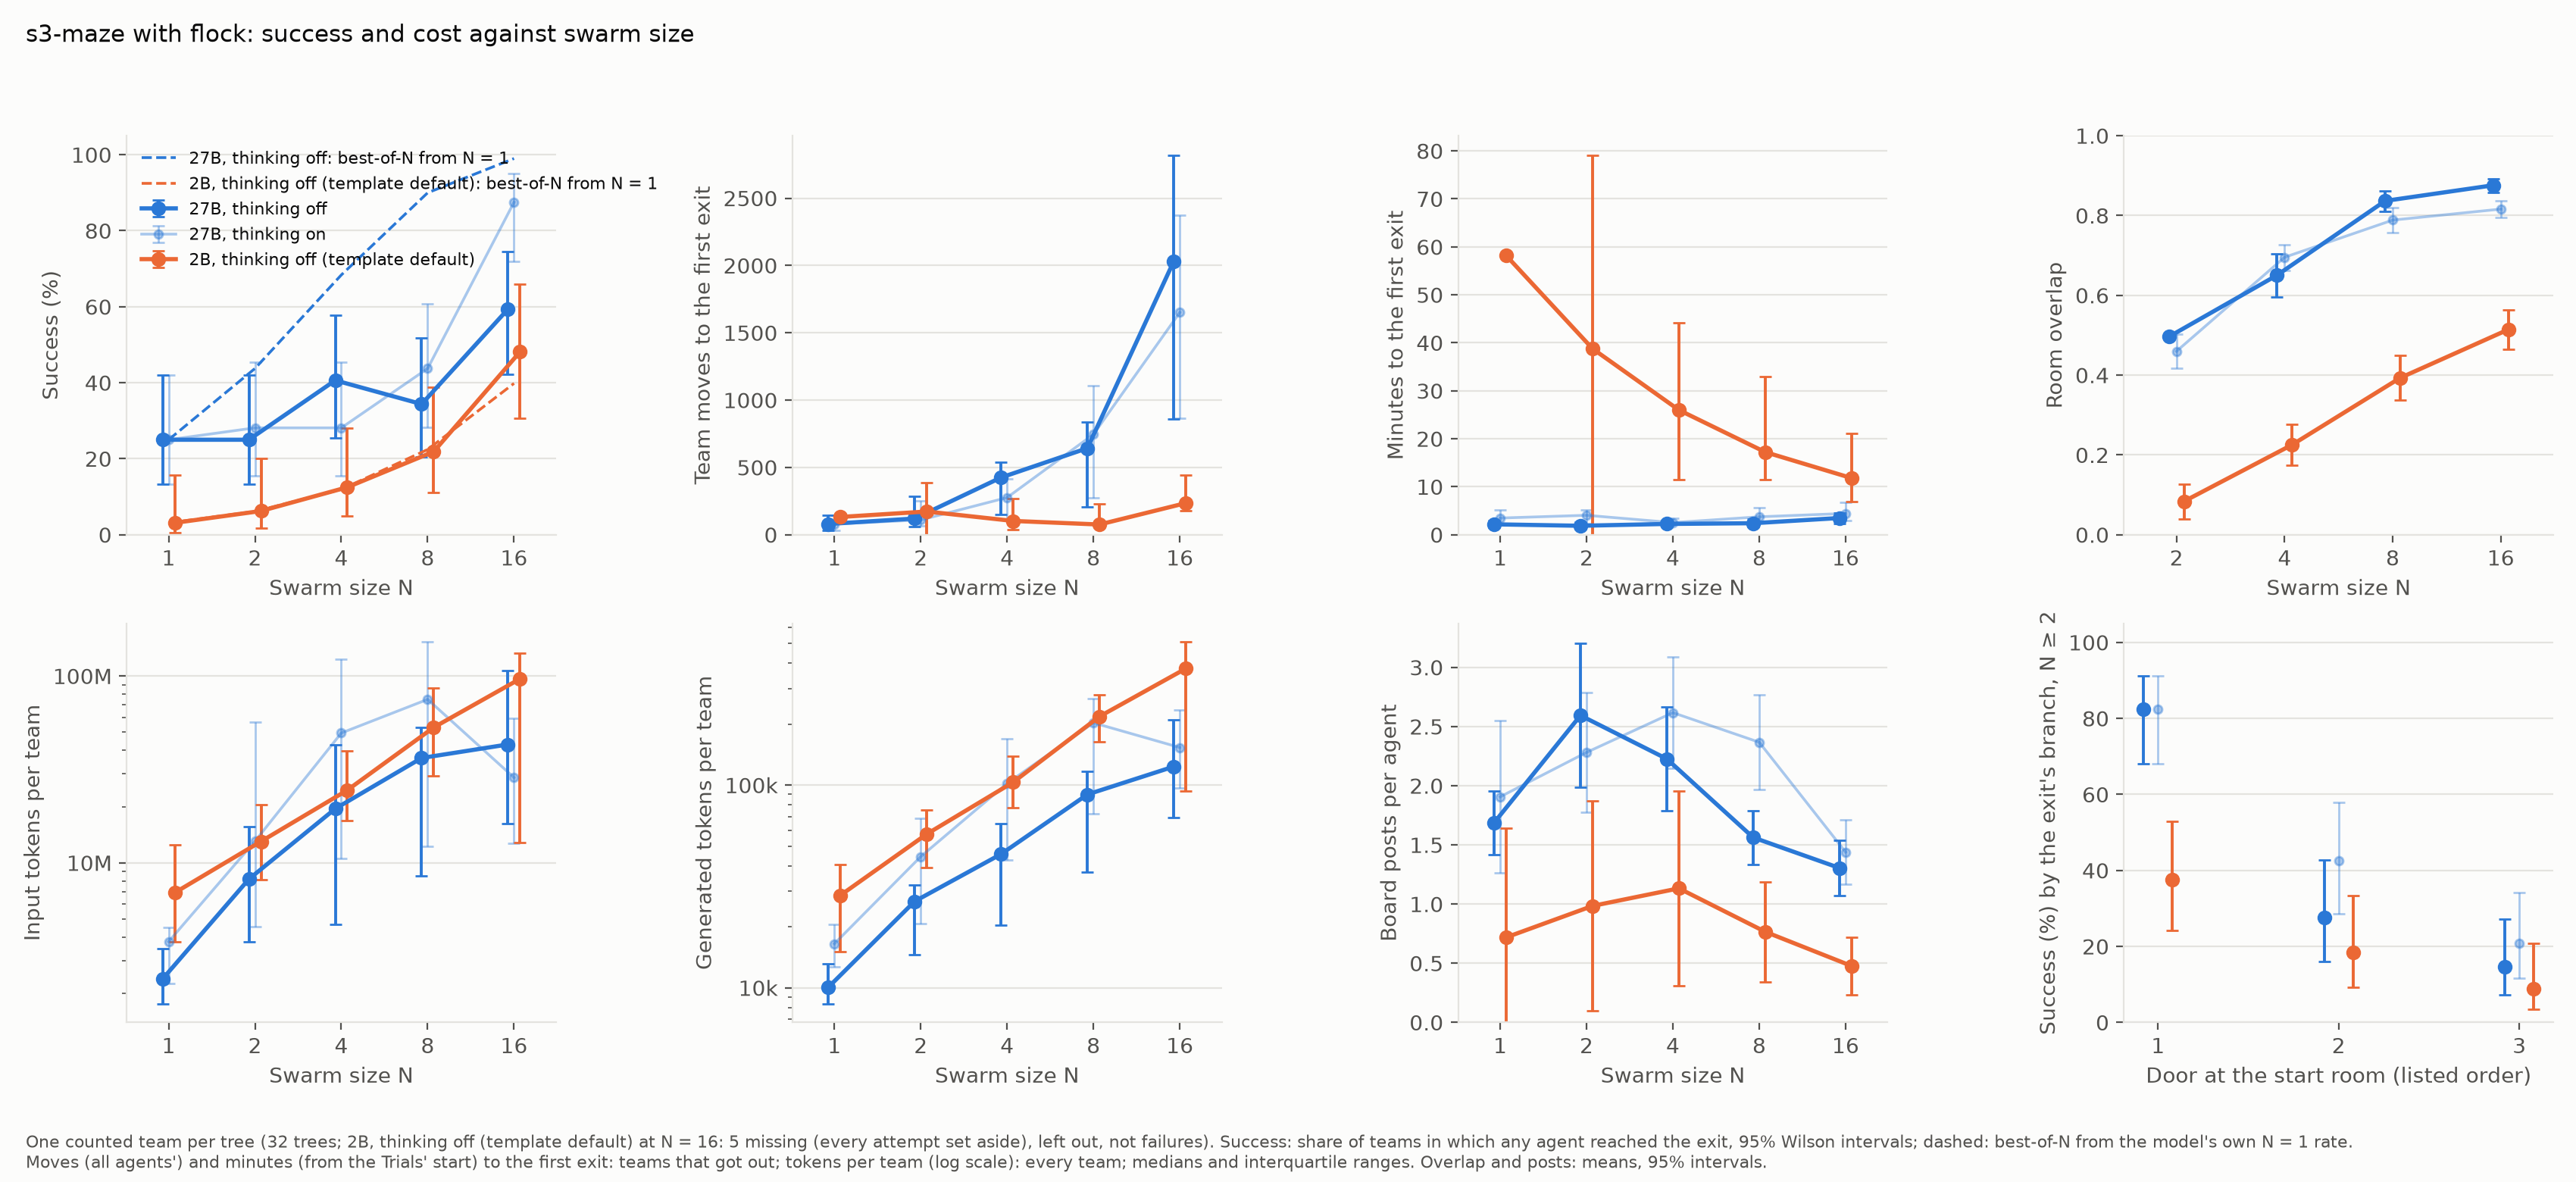 s3-maze with flock: success and cost against swarm size
27B, thinking off: best-of-N from N = 1
2B, thinking off (template default): best-of-N from N = 1
27B, thinking off
27B, thinking on
2B, thinking off (template default)
Success (%)
100
80
60
40
20
0
1 2 4 8 16
Swarm size N
Team moves to the first exit
2500
2000
1500
1000
500
0
1 2 4 8 16
Swarm size N
Minutes to the first exit
80
70
60
50
40
30
20
10
0
1 2 4 8 16
Swarm size N
Room overlap
1.0
0.8
0.6
0.4
0.2
0.0
2 4 8 16
Swarm size N
Input tokens per team
100M
10M
1 2 4 8 16
Swarm size N
Generated tokens per team
100k
10k
1 2 4 8 16
Swarm size N
Board posts per agent
3.0
2.5
2.0
1.5
1.0
0.5
0.0
1 2 4 8 16
Swarm size N
Success (%) by the exit's branch, N ≥ 2
100
80
60
40
20
0
1 2 3
Door at the start room (listed order)
One counted team per tree (32 trees; 2B, thinking off (template default) at N = 16: 5 missing (every attempt set aside), left out, not failures). Success: share of teams in which any agent reached the exit, 95% Wilson intervals; dashed: best-of-N from the model's own N = 1 rate.
Moves (all agents') and minutes (from the Trials' start) to the first exit: teams that got out; tokens per team (log scale): every team; medians and interquartile ranges. Overlap and posts: means, 95% intervals.